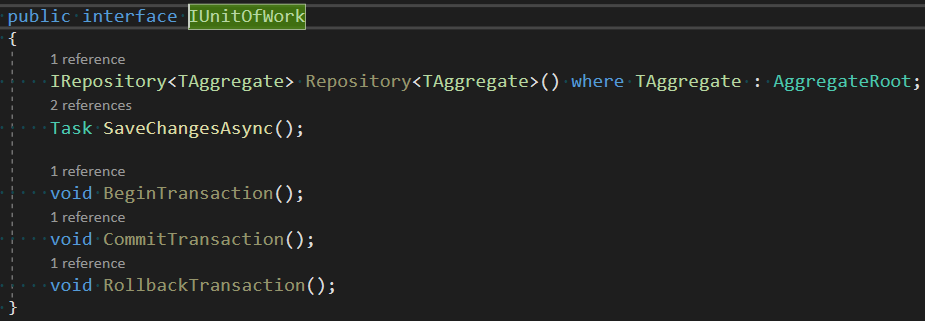 public interface IUnitOfWork
{
1 reference
IRepository<TAggregate> Repository<TAggregate>() where TAggregate : AggregateRoot;
2 references
Task SaveChangesAsync();
1 reference
void BeginTransaction();
1 reference
void CommitTransaction();
1 reference
void RollbackTransaction();
}